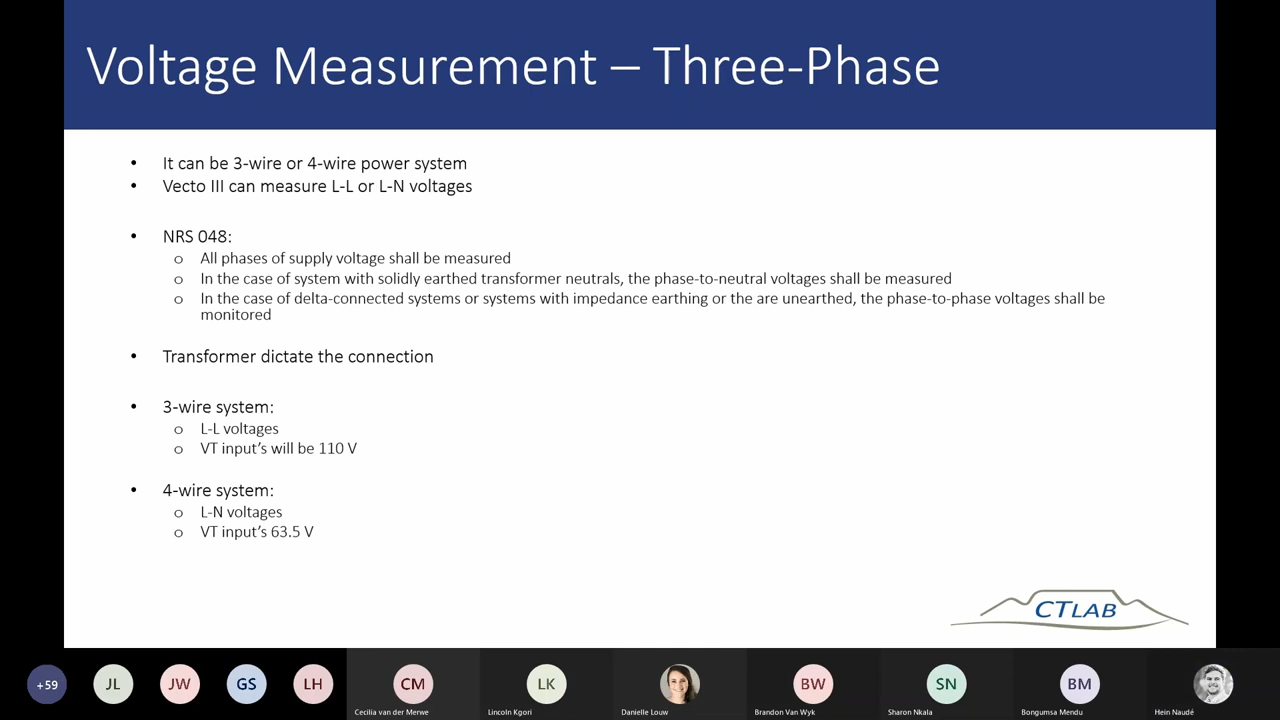 Voltage Measurement – Three-Phase
• It can be 3-wire or 4-wire power system
• Vecto III can measure L-L or L-N voltages
• NRS 048:
o All phases of supply voltage shall be measured
o In the case of system with solidly earthed transformer neutrals, the phase-to-neutral voltages shall be measured
o In the case of delta-connected systems or systems with impedance earthing or the are unearthed, the phase-to-phase voltages shall be
monitored
• Transformer dictate the connection
• 3-wire system:
o L-L voltages
o VT input's will be 110 V
• 4-wire system:
o L-N voltages
o VT input's 63.5 V
CTLAB
+59 JL JW GS LH CM LK BW SN BM
Cecilia van der Merwe Lincoln Kgori Danielle Louw Brandon Van Wyk Sharon Nkala Bongumsa Mendu Hein Naudé